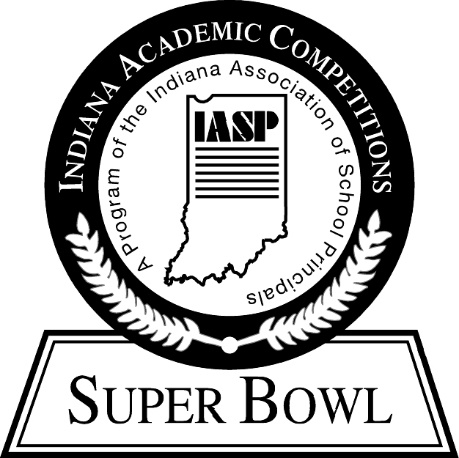 INDIANA ACADEMIC COMPETITIONS
A Program of the Indiana Association of School Principals
IASP
SUPER BOWL